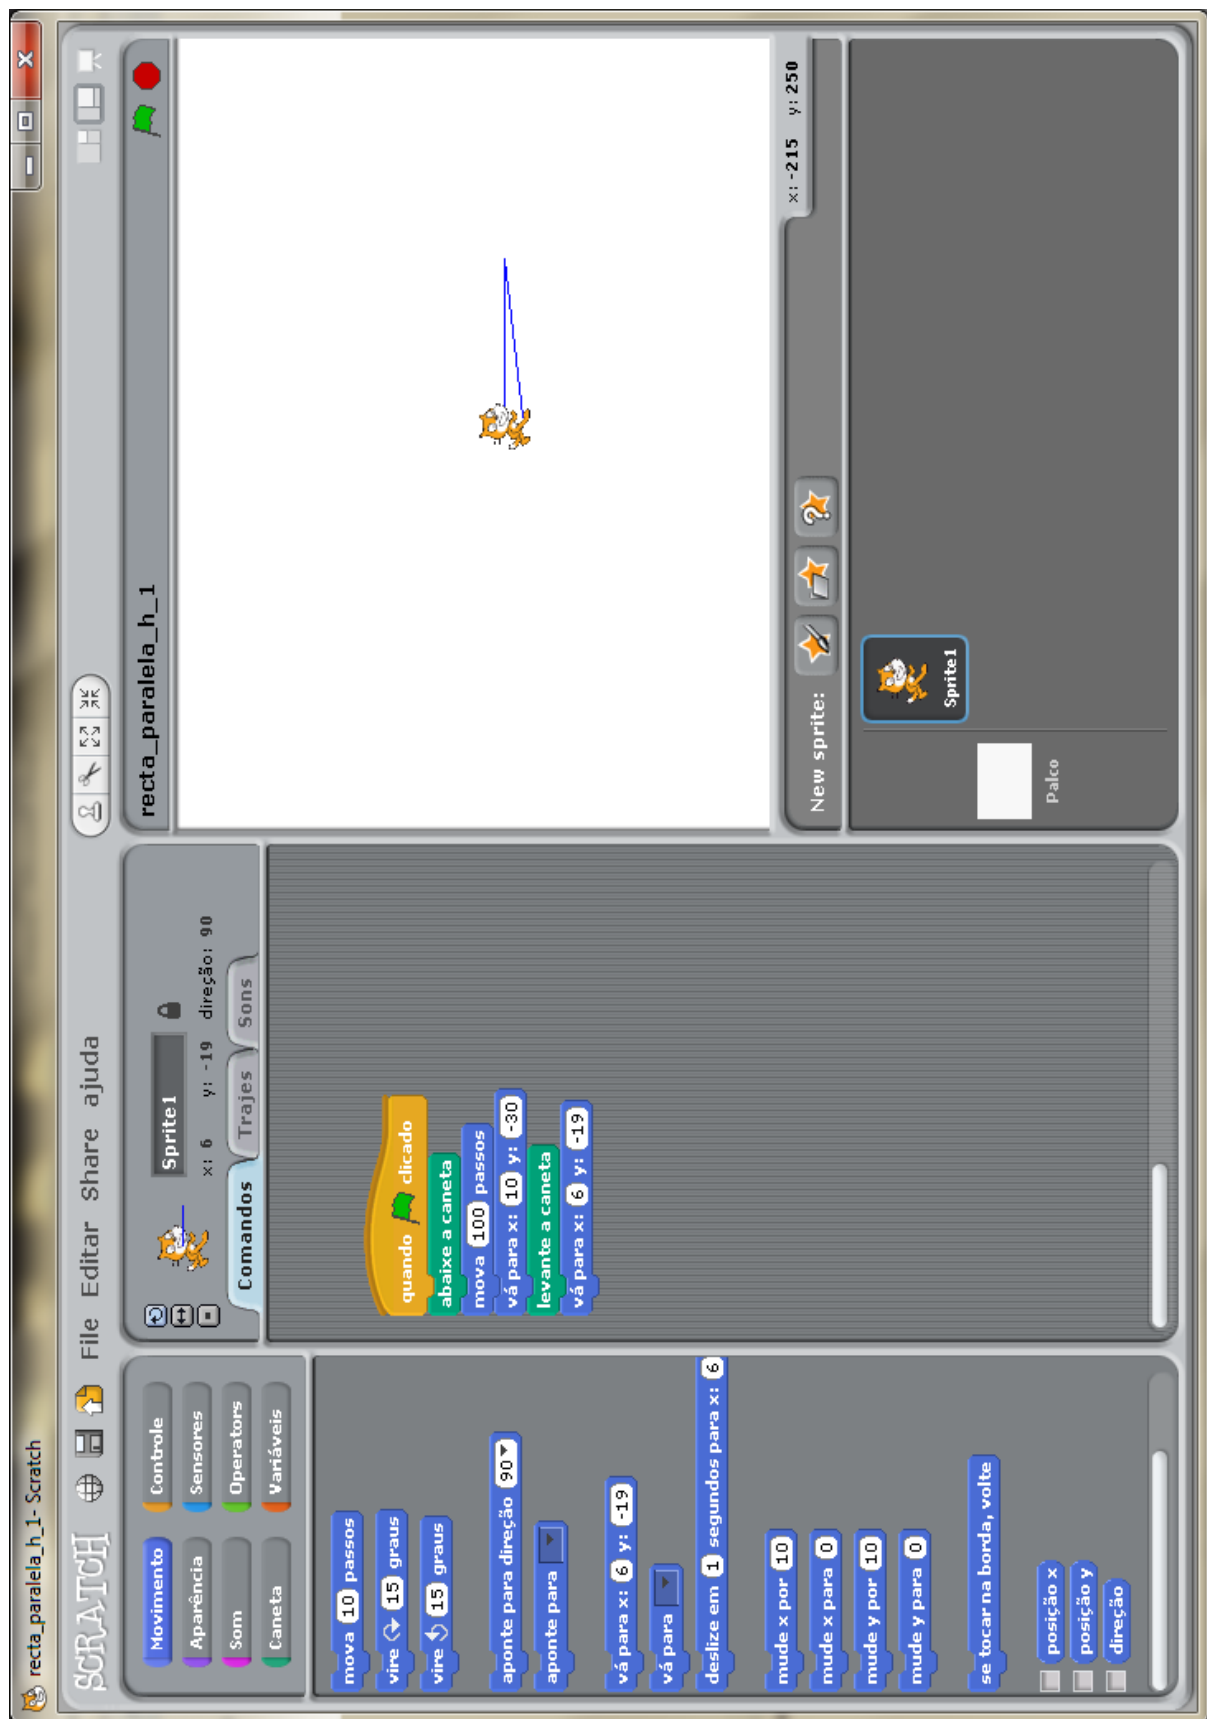 recta_paralela_h_1- Scratch
SCRATCH
File Editar Share ajuda
Movimento Controle
Aparência Sensores
Som Operators
Caneta Variáveis
mova 10 passos
vire 15 graus
vire 15 graus
aponte para direção 90
aponte para
vá para x: 6 y: -19
vá para
deslize em 1 segundos para x: 6
mude x por 10
mude x para 0
mude y por 10
mude y para 0
se tocar na borda, volte
posição x
posição y
direção
Sprite1
x: 6 y: -19 direção: 90
Comandos Trajes Sons
quando clicado
abaixe a caneta
mova 100 passos
vá para x: 10 y: -30
levante a caneta
vá para x: 6 y: -19
recta_paralela_h_1
x: -215 y: 250
New sprite:
Sprite1
Palco